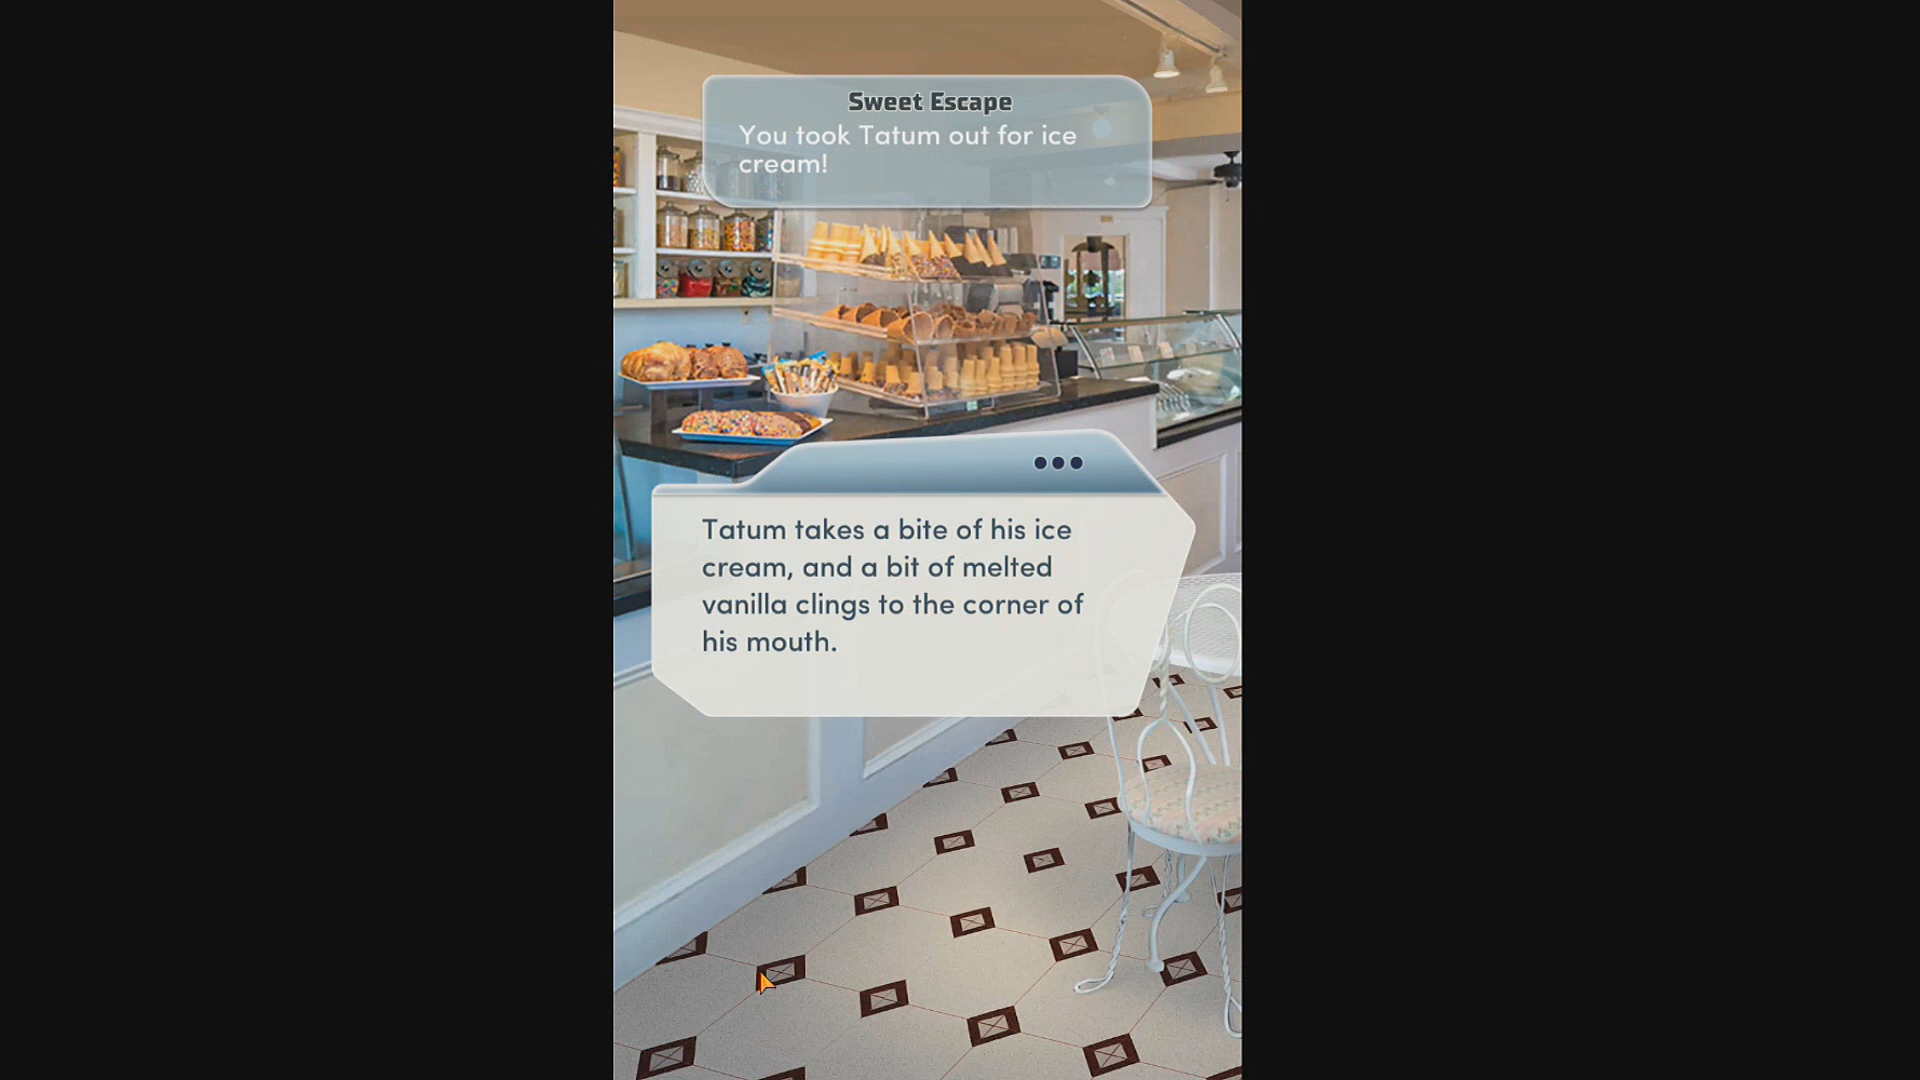 Sweet Escape
You took Tatum out for ice
cream!
Tatum takes a bite of his ice
cream, and a bit of melted
vanilla clings to the corner of
his mouth.